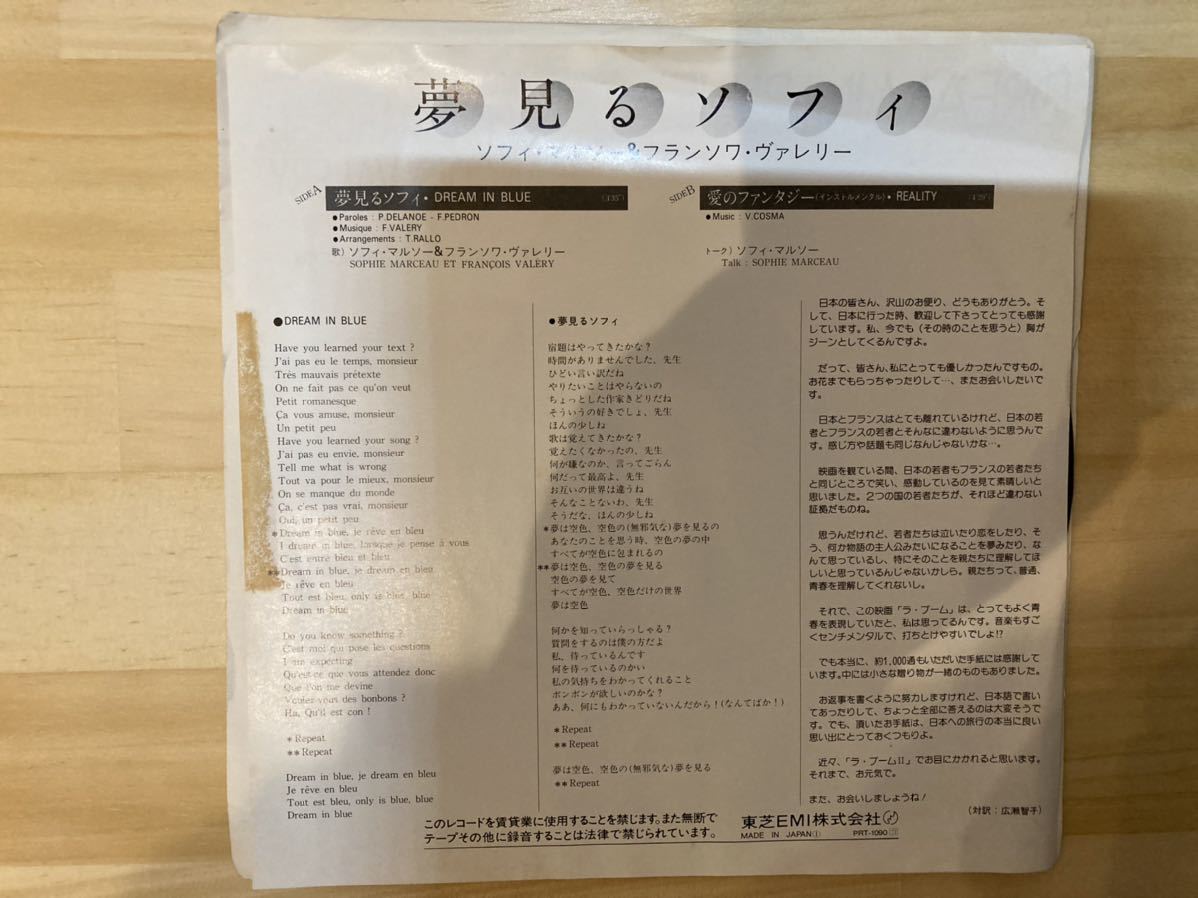 夢見るソフィ
ソフィ・マルソー&フランソワ・ヴァレリー
SIDE A
夢見るソフィ・DREAM IN BLUE (3'35")
●Paroles : P.DELANOE - F.PEDRON
●Musique : F.VALERY
●Arrangements : T.RALLO
歌) ソフィ・マルソー&フランソワ・ヴァレリー
SOPHIE MARCEAU ET FRANÇOIS VALÉRY
SIDE B
愛のファンタジー(インストルメンタル)・REALITY (4'29")
●Music : V.COSMA
トーク) ソフィ・マルソー
Talk : SOPHIE MARCEAU
●DREAM IN BLUE
Have you learned your text ?
J'ai pas eu le temps, monsieur
Très mauvais prétexte
On ne fait pas ce qu'on veut
Petit romanesque
Ça vous amuse, monsieur
Un petit peu
Have you learned your song ?
J'ai pas eu envie, monsieur
Tell me what is wrong
Tout va pour le mieux, monsieur
On se manque du monde
Ça, c'est pas vrai, monsieur
Oui, un petit peu
*Dream in blue, je rêve en bleu
I dream in blue, lorsque je pense à vous
C'est entre bleu et bleu
**Dream in blue, je dream en bleu
Je rêve en bleu
Tout est bleu, only is blue, blue
Dream in blue
Do you know something ?
C'est moi qui pose les questions
I am expecting
Qu'est-ce que vous attendez donc
Que l'on me devine
Voulez-vous des bonbons ?
Ha, Qu'il est con !
*Repeat
**Repeat
Dream in blue, je dream en bleu
Je rêve en bleu
Tout est bleu, only is blue, blue
Dream in blue
●夢見るソフィ
宿題はやってきたかな?
時間がありませんでした、先生
ひどい言い訳だね
やりたいことはやらないの
ちょっとした作家きどりだね
そういうの好きでしょ、先生
ほんの少しね
歌は覚えてきたかな?
覚えたくなかったの、先生
何が嫌なのか、言ってごらん
何だって最高よ、先生
お互いの世界は違うね
そんなことないわ、先生
そうだな、ほんの少しね
*夢は空色、空色の(無邪気な)夢を見るの
あなたのことを思う時、空色の夢の中
すべてが空色に包まれるの
**夢は空色、空色の夢を見る
空色の夢を見て
すべてが空色、空色だけの世界
夢は空色
何かを知っていらっしゃる?
質問をするのは僕の方だよ
私、待っているんです
何を待っているのかい
私の気持ちをわかってくれること
ボンボンが欲しいのかな?
ああ、何にもわかっていないんだから!(なんてばか!)
*Repeat
**Repeat
夢は空色、空色の(無邪気な)夢を見る
**Repeat
日本の皆さん、沢山のお便り、どうもありがとう。そ
して、日本に行った時、歓迎して下さってとっても感謝
しています。私、今でも(その時のことを思うと)胸が
ジーンとしてくるんですよ。
だって、皆さん、私にとっても優しかったんですもの。
お花までもらっちゃったりして…、またお会いしたいで
す。
日本とフランスはとても離れているけれど、日本の若
者とフランスの若者とそんなに違わないように思うんで
す。感じ方や話題も同じなんじゃないかな…。
映画を観ている間、日本の若者もフランスの若者たち
と同じところで笑い、感動しているのを見て素晴しいと
思いました。2つの国の若者たちが、それほど違わない
証拠だものね。
思うんだけれど、若者たちは泣いたり恋をしたり、そ
う、何か物語の主人公みたいになることを夢みたり、な
んて思っているし、特にそのことを親たちに理解してほ
しいと思っているんじゃないかしら。親たちって、普通、
青春を理解してくれないし。
それで、この映画「ラ・ブーム」は、とってもよく青
春を表現していたと、私は思ってるんです。音楽もすご
くセンチメンタルで、打ちとけやすいでしょ!?
でも本当に、約1,000通もいただいた手紙には感謝して
います。中には小さな贈り物が一緒のものもありました。
お返事を書くように努力しますけれど、日本語で書い
てあったりして、ちょっと全部に答えるのは大変そうで
す。でも、頂いたお手紙は、日本への旅行の本当に良い
思い出にとっておくつもりよ。
近々、「ラ・ブームII」でお目にかかれると思います。
それまで、お元気で。
また、お会いしましょうね!
(対訳:広瀬智子)
このレコードを賃貸業に使用することを禁じます。また無断で
テープその他に録音することは法律で禁じられています。
東芝EMI株式会社
MADE IN JAPAN
PRT-1090